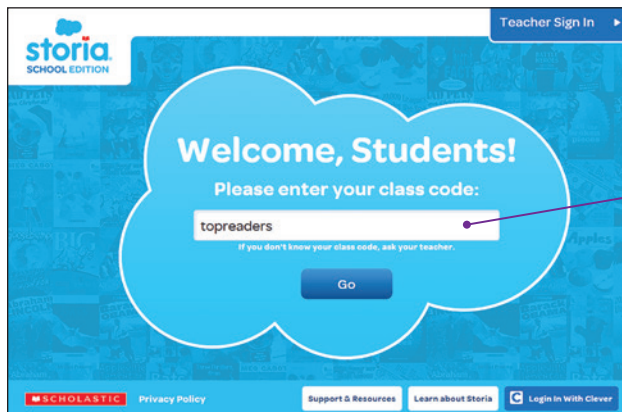 Teacher Sign In
storia
SCHOOL EDITION
Welcome, Students!
Please enter your class code:
topreaders
If you don't know your class code, ask your teacher.
Go
SCHOLASTIC Privacy Policy Support & Resources Learn about Storia C Login In With Clever